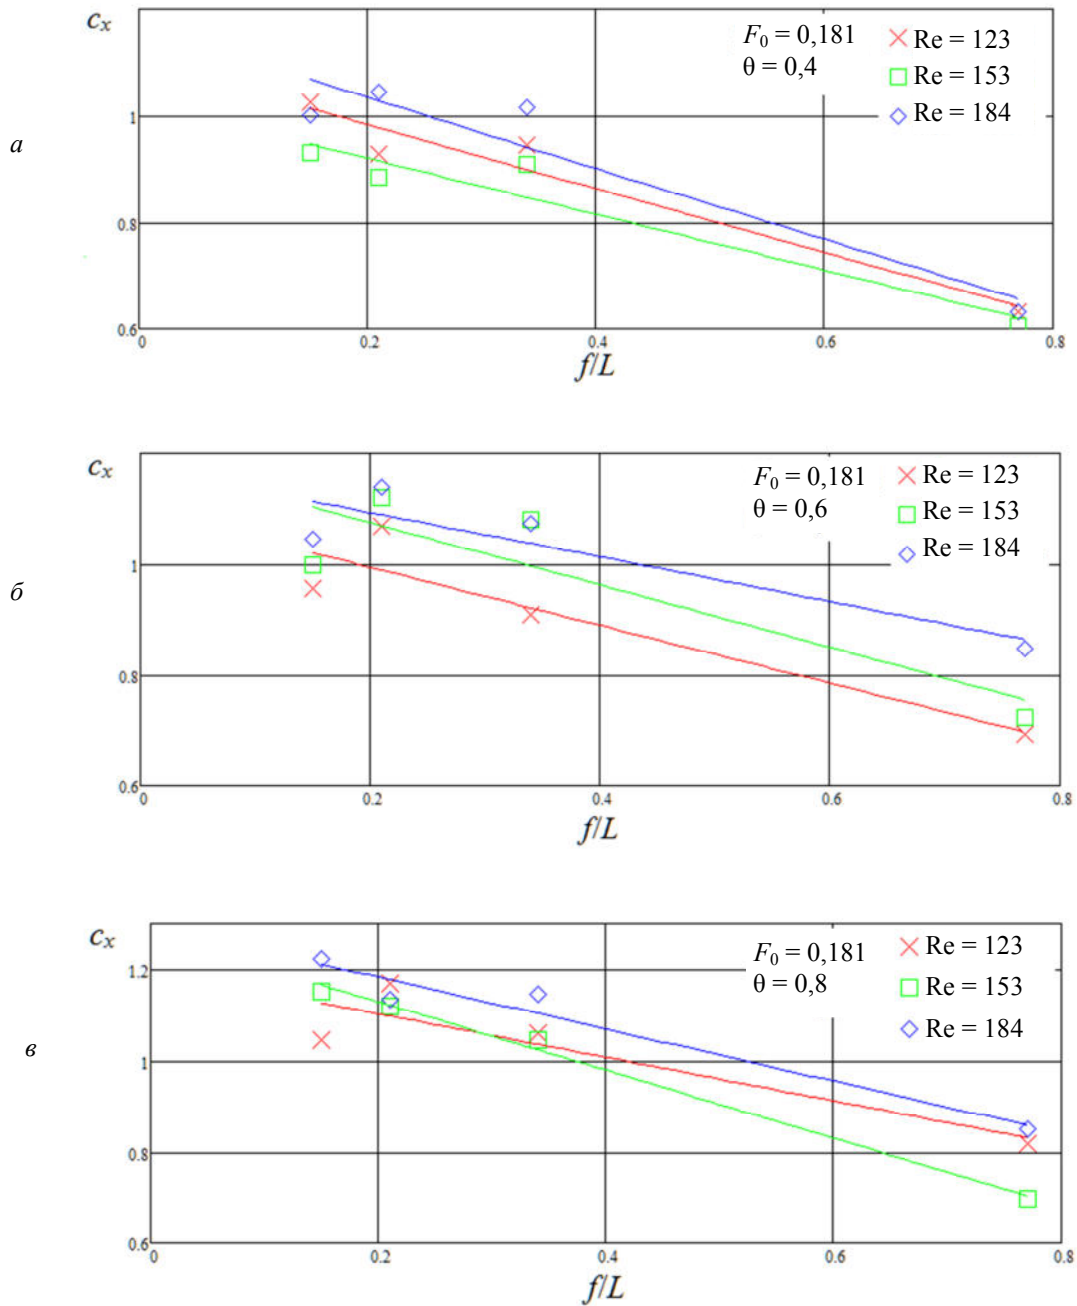 c_x
F_0 = 0,181
θ = 0,4
Re = 123
Re = 153
Re = 184
1
0.8
0.6
0
0.2
0.4
0.6
0.8
f/L
а
c_x
F_0 = 0,181
θ = 0,6
Re = 123
Re = 153
Re = 184
1
0.8
0.6
0
0.2
0.4
0.6
0.8
f/L
б
c_x
F_0 = 0,181
θ = 0,8
Re = 123
Re = 153
Re = 184
1.2
1
0.8
0.6
0
0.2
0.4
0.6
0.8
f/L
в